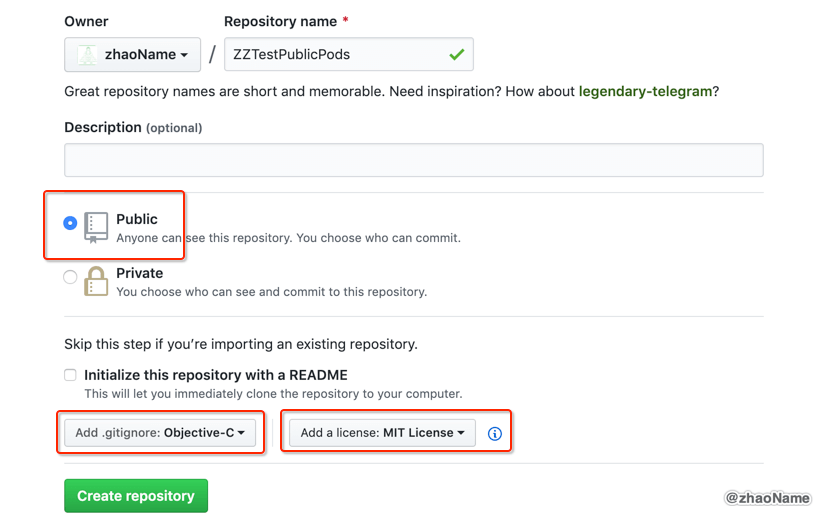 Owner
Repository name *
zhaoName / ZZTestPublicPods
Great repository names are short and memorable. Need inspiration? How about legendary-telegram?
Description (optional)
Public
Anyone can see this repository. You choose who can commit.
Private
You choose who can see and commit to this repository.
Skip this step if you’re importing an existing repository.
Initialize this repository with a README
This will let you immediately clone the repository to your computer.
Add .gitignore: Objective-C
Add a license: MIT License
Create repository
@zhaoName